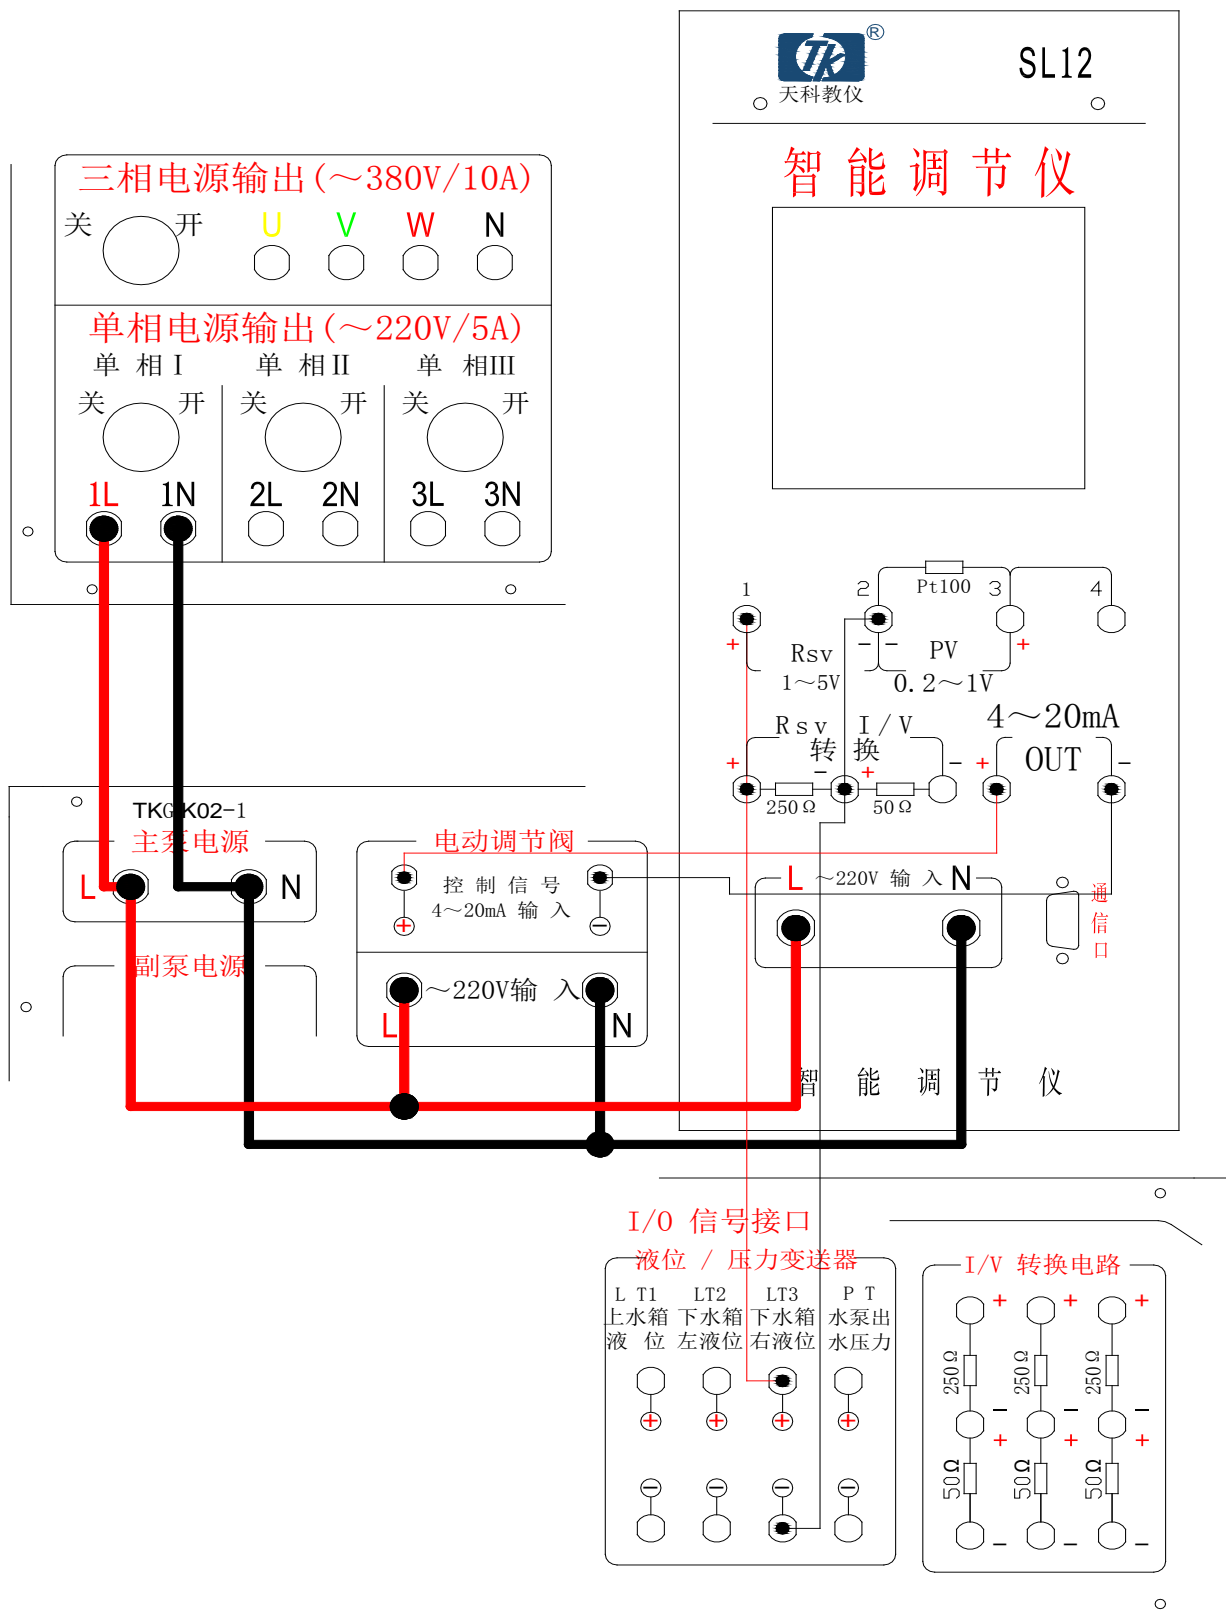 ®
天科教仪
SL12
智能调节仪
三相电源输出(～380V/10A)
关 开 U V W N
单相电源输出(～220V/5A)
单 相 I 单 相 II 单 相III
关 开 关 开 关 开
1L 1N 2L 2N 3L 3N
1 2 Pt100 3 4
+ Rsv - - PV +
1～5V 0.2～1V
Rsv I/V 4～20mA
转换 OUT
+ - + - + -
250Ω 50Ω
TKGK02-1
主泵电源
L N
副泵电源
电动调节阀
控制信号
4～20mA 输入
+ -
～220V输 入
L N
L ～220V 输入 N
通信口
智能调节仪
I/O 信号接口
液位 / 压力变送器
L T1 LT2 LT3 P T
上水箱 下水箱 下水箱 水泵出
液 位 左液位 右液位 水压力
+ + + +
- - - -
I/V 转换电路
+ + +
250Ω 250Ω 250Ω
- - -
+ + +
50Ω 50Ω 50Ω
- - -